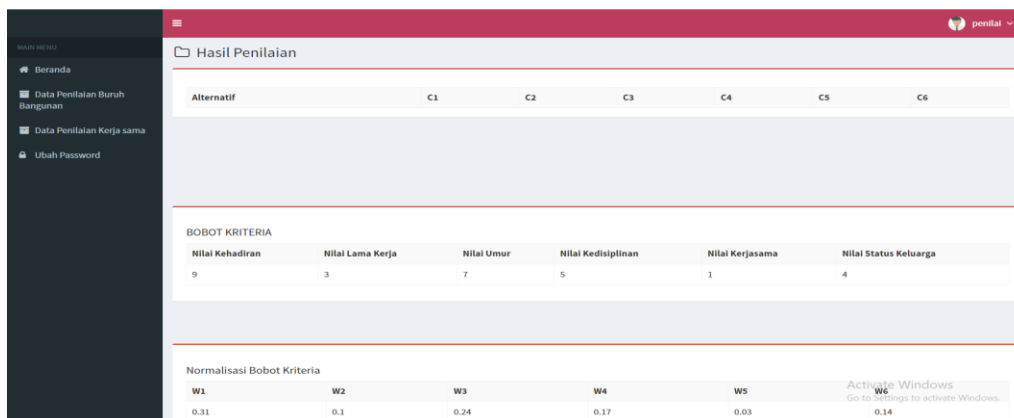 penilai
MAIN MENU
Beranda
Data Penilaian Buruh
Bangunan
Data Penilaian Kerja sama
Ubah Password
Hasil Penilaian
Alternatif C1 C2 C3 C4 C5 C6
BOBOT KRITERIA
Nilai Kehadiran Nilai Lama Kerja Nilai Umur Nilai Kedisiplinan Nilai Kerjasama Nilai Status Keluarga
9 3 7 5 1 4
Normalisasi Bobot Kriteria
W1 W2 W3 W4 W5 W6
0.31 0.1 0.24 0.17 0.03 0.14
Activate Windows
Go to Settings to activate Windows.